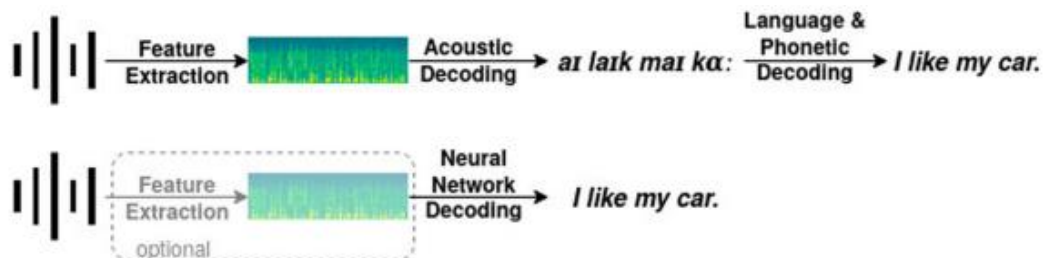 Feature
Extraction
Acoustic
Decoding
aɪ laɪk maɪ kɑ:
Language &
Phonetic
Decoding
I like my car.
Feature
Extraction
optional
Neural
Network
Decoding
I like my car.